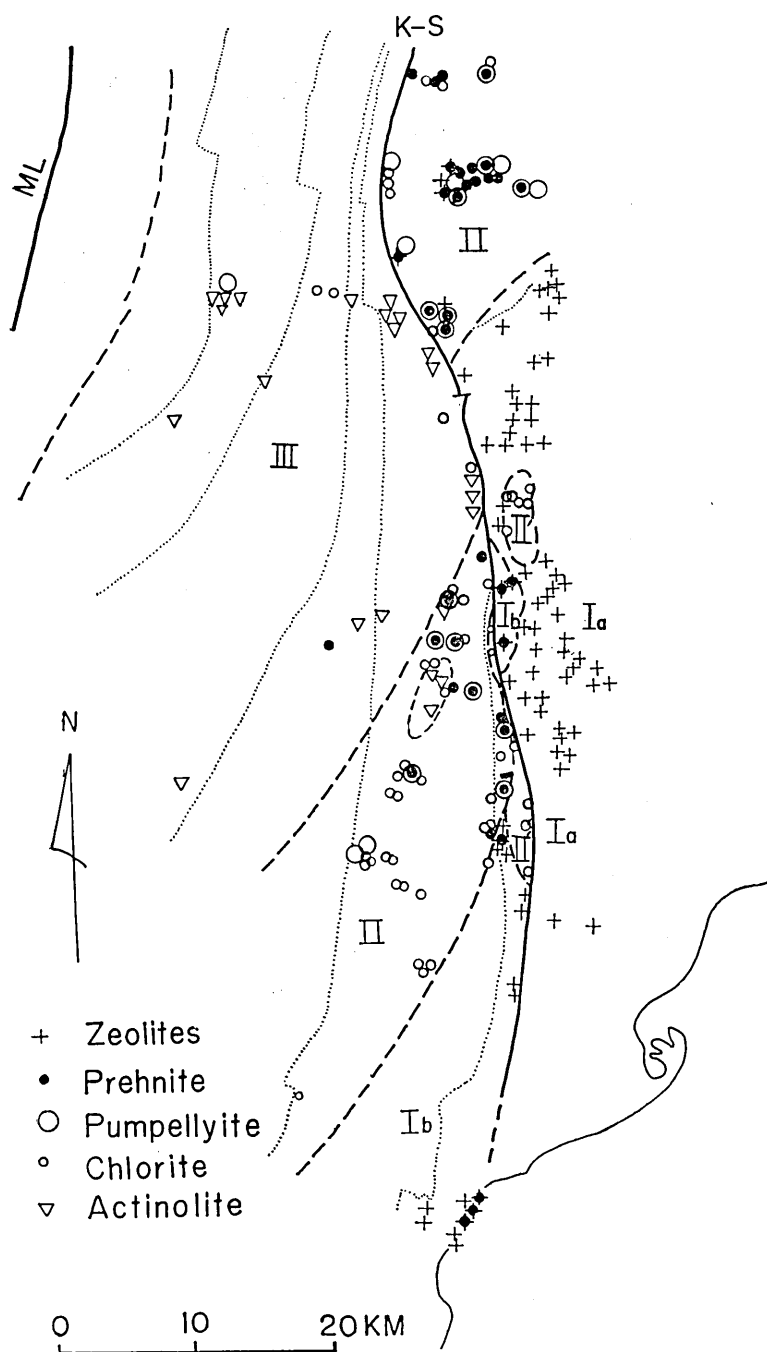 K-S
ML
II
III
II
Ib
Ia
N
Ia
II
II
Zeolites
Prehnite
Pumpellyite
Chlorite
Ib
Actinolite
0 10 20 KM